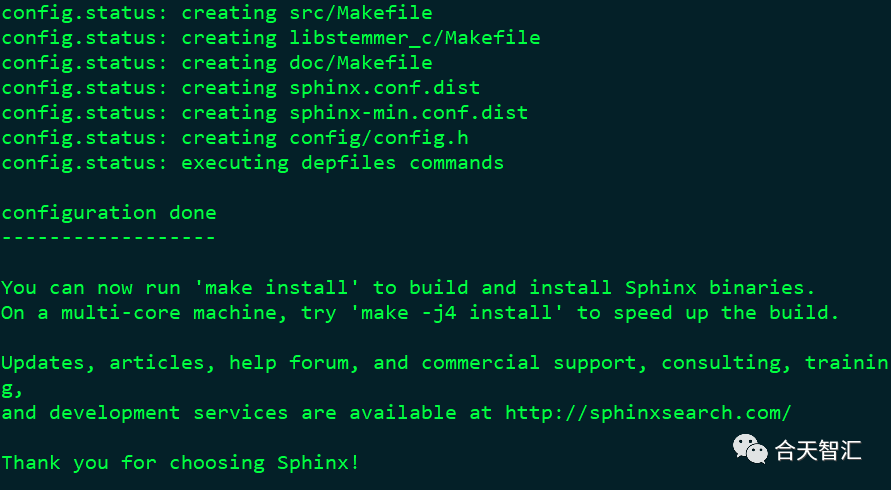 config.status: creating src/Makefile
config.status: creating libstemmer_c/Makefile
config.status: creating doc/Makefile
config.status: creating sphinx.conf.dist
config.status: creating sphinx-min.conf.dist
config.status: creating config/config.h
config.status: executing depfiles commands
configuration done
------------------
You can now run 'make install' to build and install Sphinx binaries.
On a multi-core machine, try 'make -j4 install' to speed up the build.
Updates, articles, help forum, and commercial support, consulting, trainin
g,
and development services are available at http://sphinxsearch.com/
Thank you for choosing Sphinx!
合天智汇